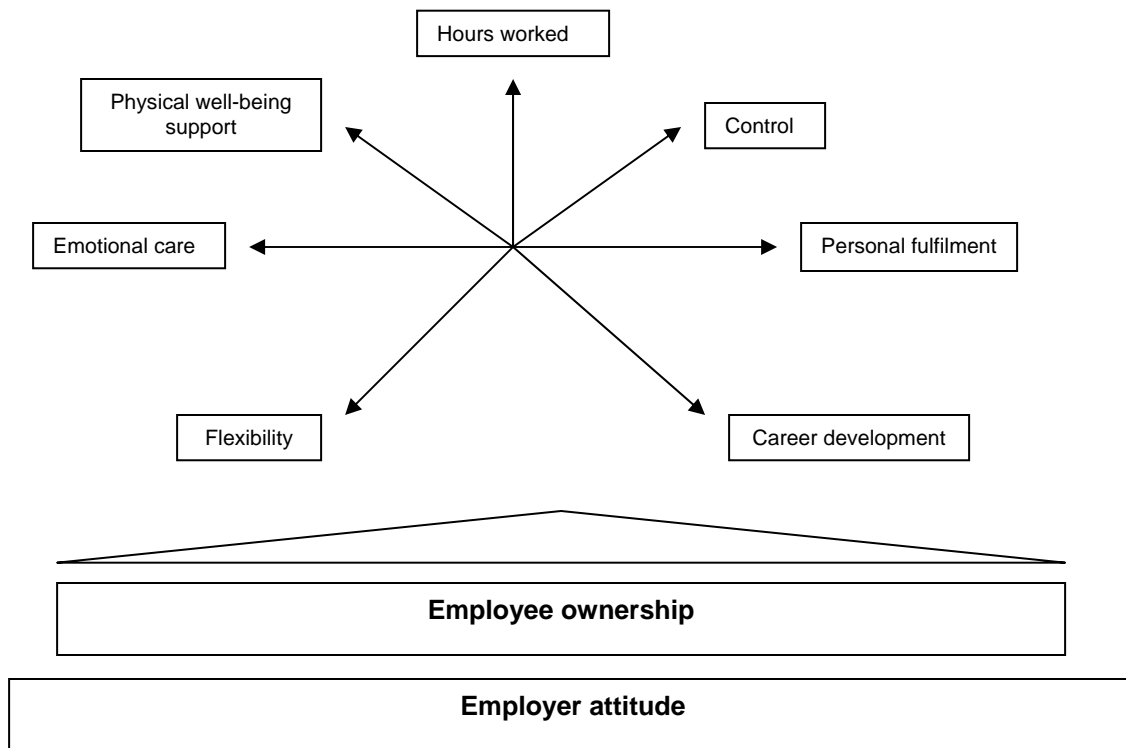 Hours worked
Physical well-being
support
Control
Emotional care
Personal fulfilment
Flexibility
Career development
Employee ownership
Employer attitude